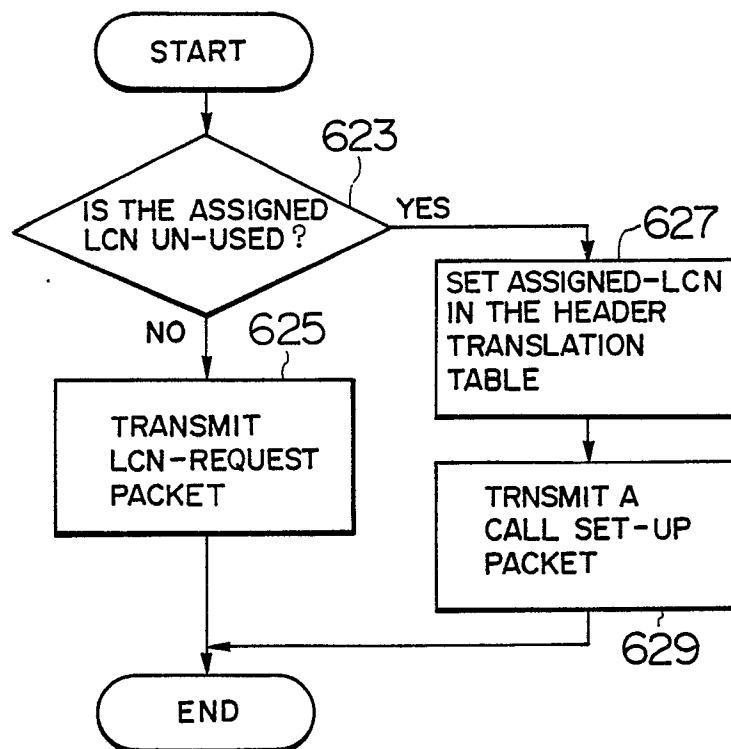 START
623
IS THE ASSIGNED
LCN UN-USED?
YES
NO
625
TRANSMIT
LCN-REQUEST
PACKET
627
SET ASSIGNED-LCN
IN THE HEADER
TRANSLATION
TABLE
TRNSMIT A
CALL SET-UP
PACKET
629
END